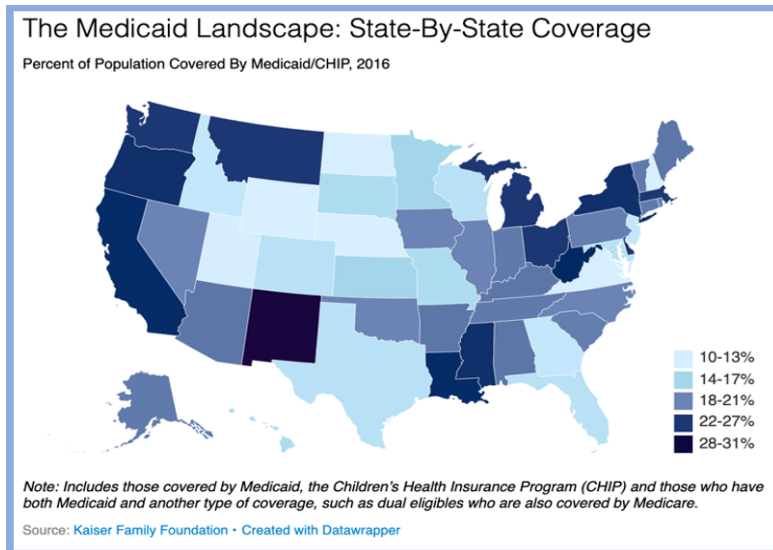 The Medicaid Landscape: State-By-State Coverage
Percent of Population Covered By Medicaid/CHIP, 2016
10-13%
14-17%
18-21%
22-27%
28-31%
Note: Includes those covered by Medicaid, the Children's Health Insurance Program (CHIP) and those who have
both Medicaid and another type of coverage, such as dual eligibles who are also covered by Medicare.
Source: Kaiser Family Foundation • Created with Datawrapper